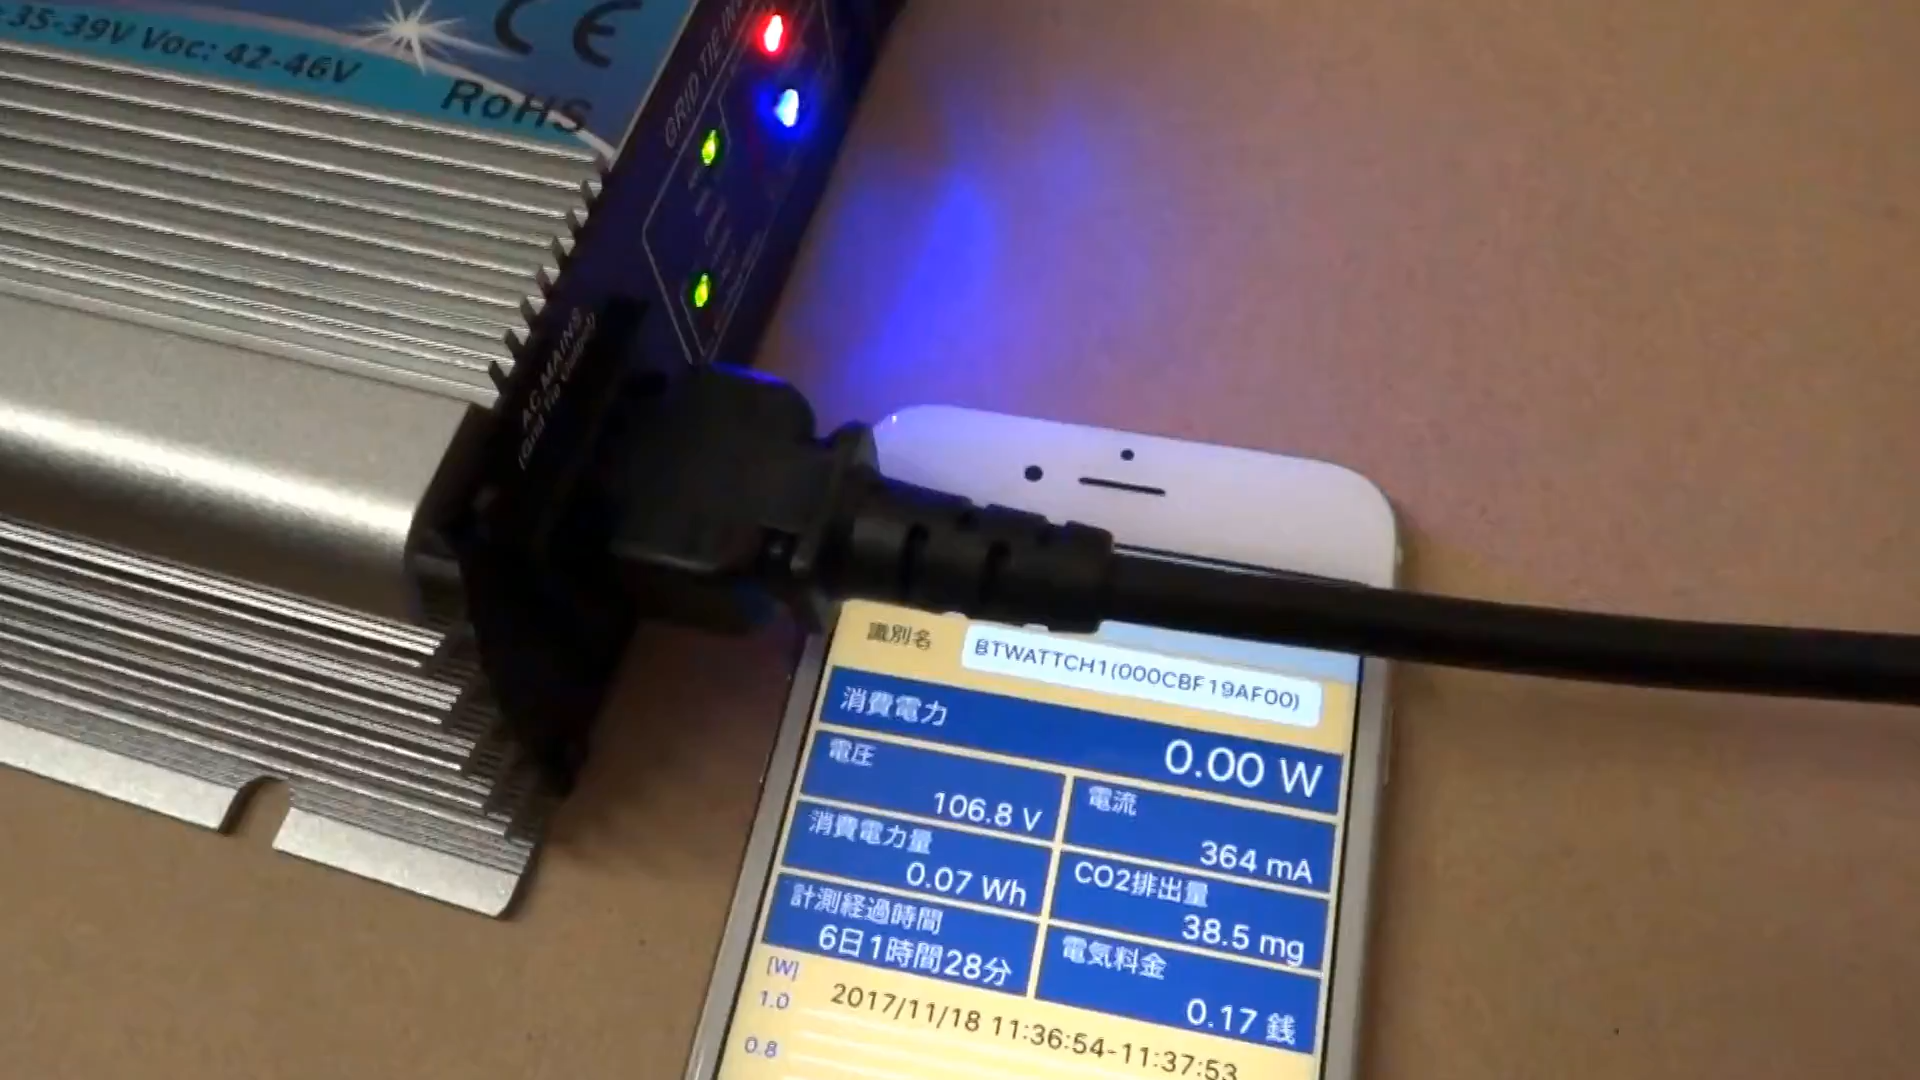 35-39V Voc: 42-46V
CE
RoHS
GRID TIE IN
AC MAINS
(Grid Tie Output)
識別名 BTWATTCH1(000CBF19AF00)
消費電力
0.00 W
電圧
106.8 V
電流
364 mA
消費電力量
0.07 Wh
CO2排出量
38.5 mg
計測経過時間
6日1時間28分
電気料金
0.17 銭
[W]
1.0
2017/11/18 11:36:54-11:37:53
0.8